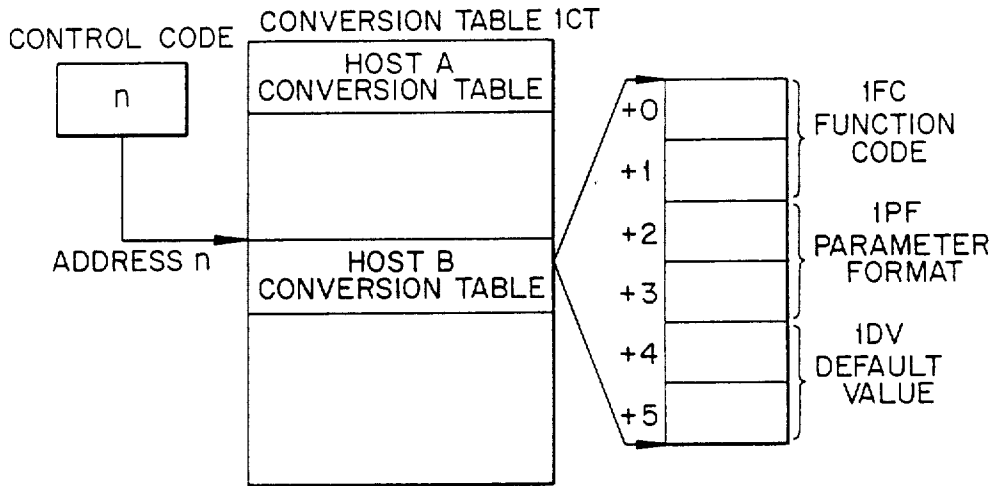 CONVERSION TABLE 1CT
CONTROL CODE
n
ADDRESS n
HOST A
CONVERSION TABLE
HOST B
CONVERSION TABLE
+0
+1
+2
+3
+4
+5
1FC
FUNCTION
CODE
1PF
PARAMETER
FORMAT
1DV
DEFAULT
VALUE